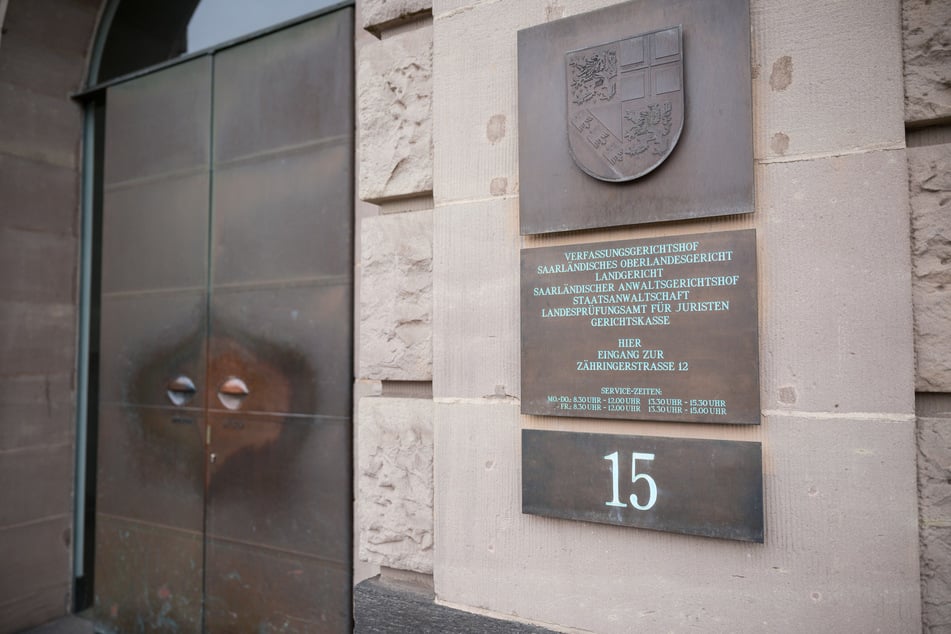 VERFASSUNGSGERICHTSHOF
SAARLÄNDISCHES OBERLANDESGERICHT
LANDGERICHT
SAARLÄNDISCHER ANWALTSGERICHTSHOF
STAATSANWALTSCHAFT
LANDESPRÜFUNGSAMT FÜR JURISTEN
GERICHTSKASSE
HIER
EINGANG ZUR
ZÄHRINGERSTRASSE 12
SERVICE-ZEITEN:
MO.-DO.: 8.30 UHR - 12.00 UHR 13.30 UHR - 15.30 UHR
FR.: 8.30 UHR - 12.00 UHR 13.30 UHR - 15.00 UHR
15